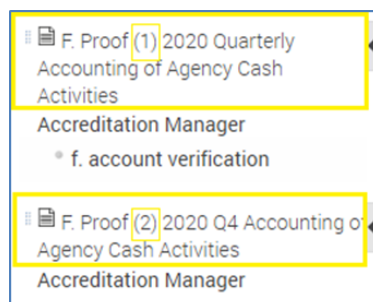 F. Proof (1) 2020 Quarterly
Accounting of Agency Cash
Activities
Accreditation Manager
f. account verification
F. Proof (2) 2020 Q4 Accounting of
Agency Cash Activities
Accreditation Manager